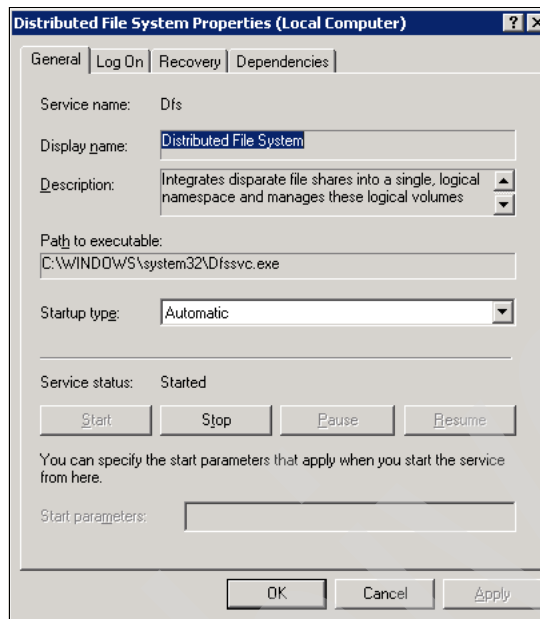 Distributed File System Properties (Local Computer)
General Log On Recovery Dependencies
Service name: Dfs
Display name: Distributed File System
Description: Integrates disparate file shares into a single, logical
namespace and manages these logical volumes
Path to executable:
C:\WINDOWS\system32\Dfssvc.exe
Startup type: Automatic
Service status: Started
Start Stop Pause Resume
You can specify the start parameters that apply when you start the service
from here.
Start parameters:
OK Cancel Apply